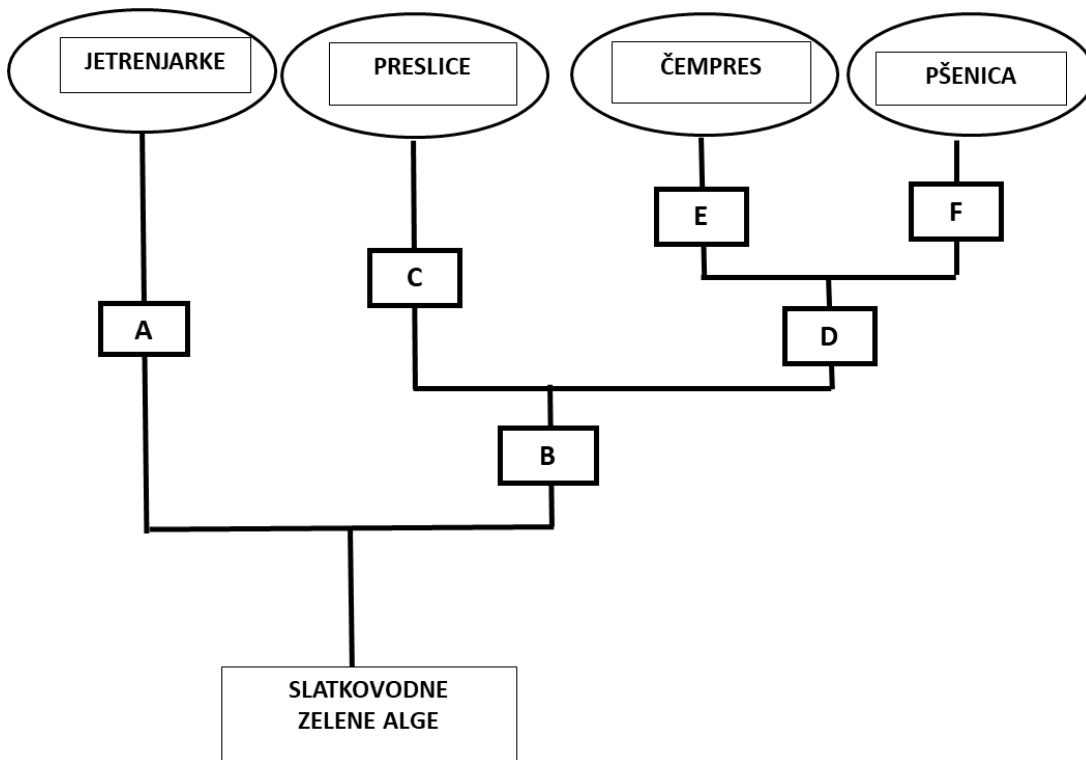 JETRENJARKE
PRESLICE
ČEMPRES
PŠENICA
E
F
C
A
D
B
SLATKOVODNE
ZELENE ALGE